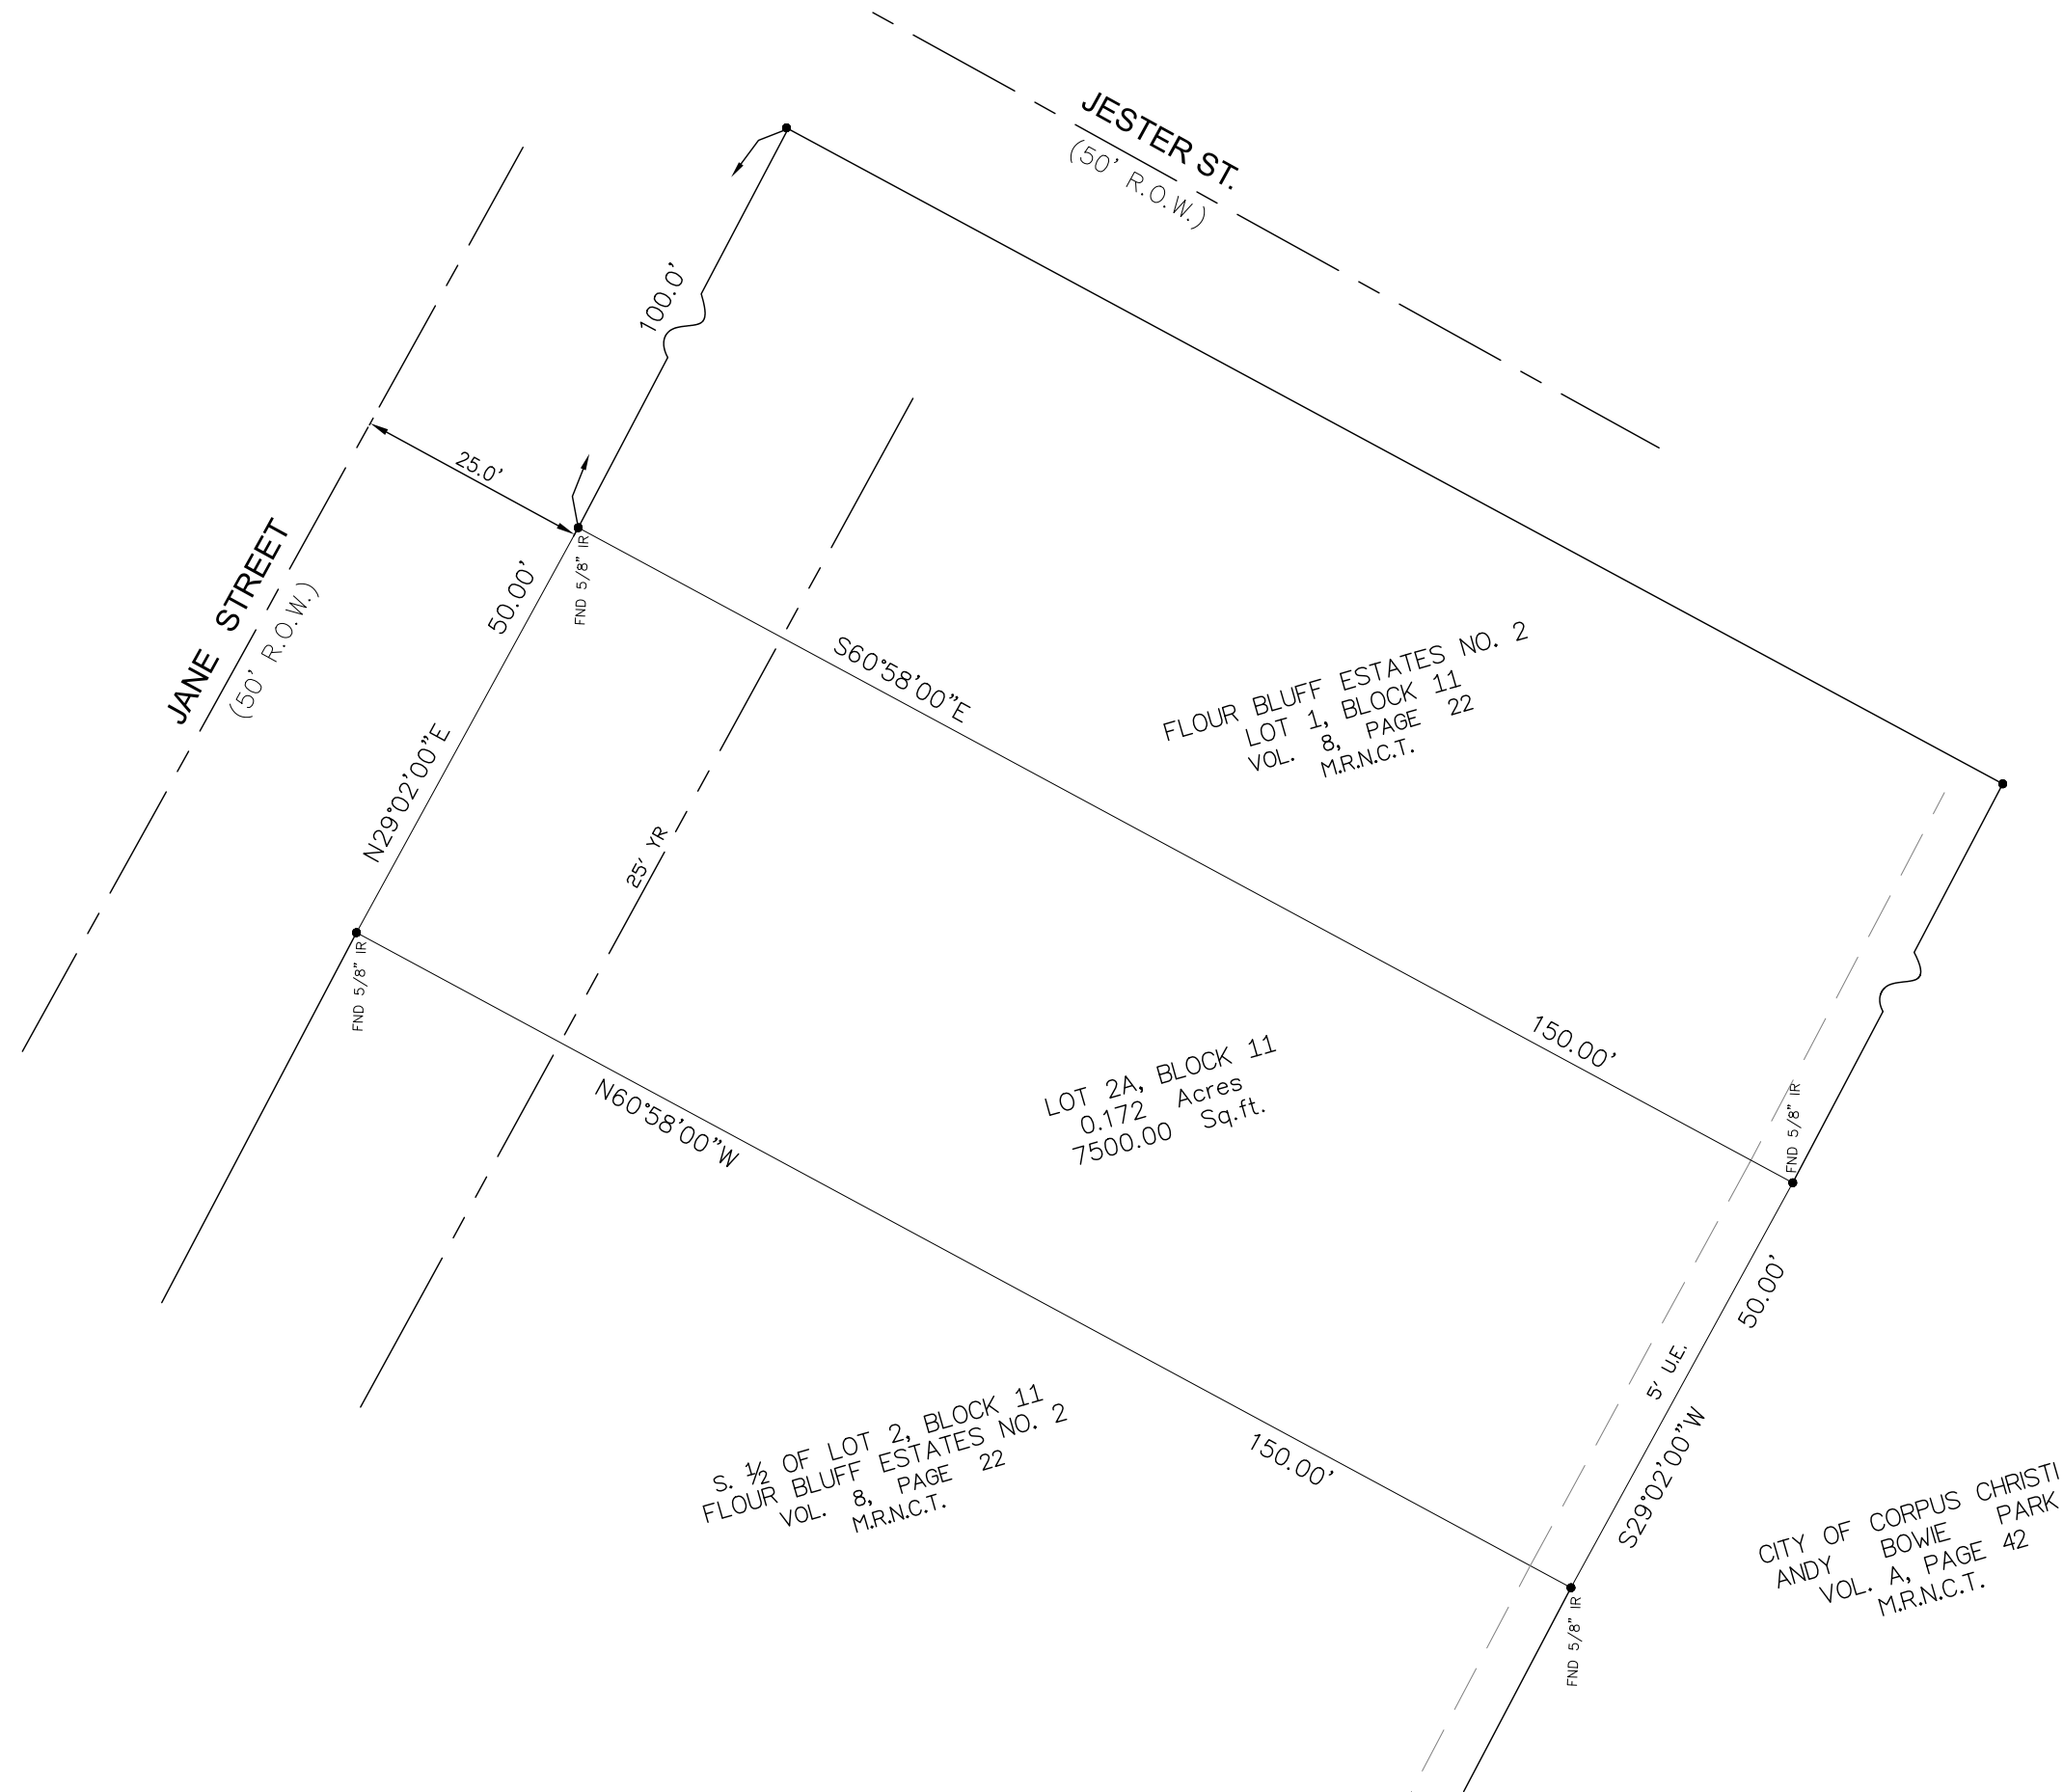 JESTER ST.
(50' R.O.W.)
100.0'
25.0'
JANE STREET
(50' R.O.W.)
50.00'
FND 5/8" IR
N29°02'00"E
S60°58'00"E
FLOUR BLUFF ESTATES NO. 2
LOT 1, BLOCK 11
VOL. 8, PAGE 22
M.R.N.C.T.
25' YR
FND 5/8" IR
150.00'
FND 5/8" IR
N60°58'00"W
LOT 2A, BLOCK 11
0.172 Acres
7500.00 Sq.ft.
50.00'
5' U.E.
S29°02'00"W
150.00'
S. ½ OF LOT 2, BLOCK 11
FLOUR BLUFF ESTATES NO. 2
VOL. 8, PAGE 22
M.R.N.C.T.
FND 5/8" IR
CITY OF CORPUS CHRISTI
ANDY BOWIE PARK
VOL. A, PAGE 42
M.R.N.C.T.